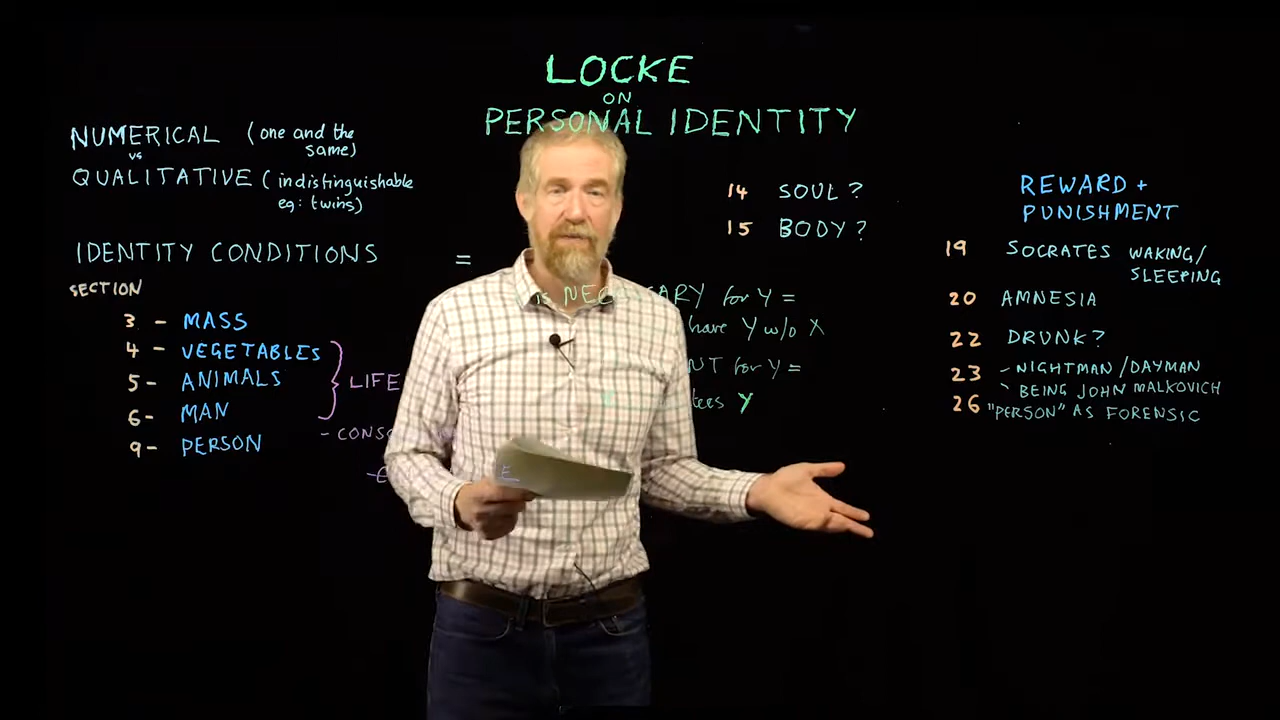 LOCKE
ON
PERSONAL IDENTITY
NUMERICAL (one and the
same)
vs
QUALITATIVE (indistinguishable
eg: twins)
IDENTITY CONDITIONS =
SECTION
3 - MASS
4 - VEGETABLES
5 - ANIMALS
6 - MAN
LIFE
9 - PERSON
14 SOUL?
15 BODY?
is NECESSARY for Y =
have Y w/o X
for Y =
Y
E
REWARD +
PUNISHMENT
19 SOCRATES WAKING/
SLEEPING
20 AMNESIA
22 DRUNK?
23 - NIGHTMAN / DAYMAN
- BEING JOHN MALKOVICH
26 "PERSON" AS FORENSIC